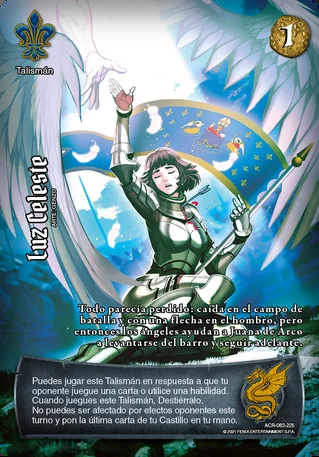 1
Talismán
Luz Celeste
Todo parecía perdido: caída en el campo de
batalla y con una flecha en el hombro, pero
entonces los ángeles ayudan a Juana de Arco
a levantarse del barro y seguir adelante.
Puedes jugar este Talismán en respuesta a que tu
oponente juegue una carta o utilice una habilidad.
Cuando juegues este Talismán, Destiérralo.
No puedes ser afectado por efectos oponentes este
turno y pon la última carta de tu Castillo en tu mano.
ACR-083-225
© 2021 FENIX ENTERTAINMENT S.P.A.